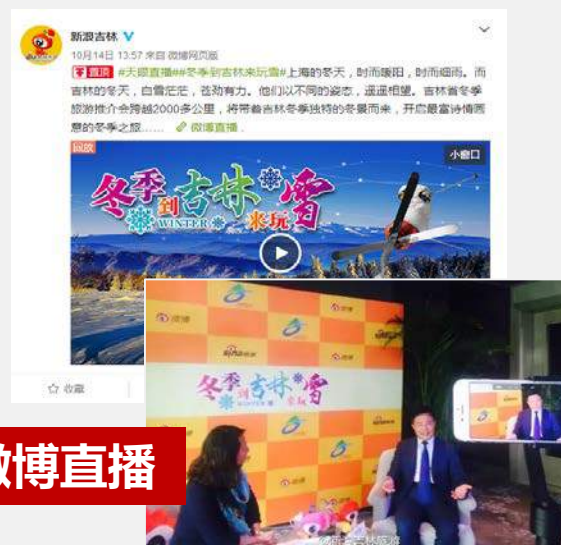 新浪吉林
10月14日 13:57 来自 微博网页版
置顶 #天眼直播##冬季到吉林来玩雪#上海的冬天，时而暖阳，时而细雨。而
吉林的冬天，白雪茫茫，苍劲有力。他们以不同的姿态，遥遥相望。吉林省冬季
旅游推介会跨越2000多公里，将带着吉林冬季独特的冬景而来，开启最富诗情画
意的冬季之旅…… 微博直播.
回放
小窗口
冬季到吉林来玩雪
WINTER
收藏
微博
冬季到吉林来玩雪
微博直播